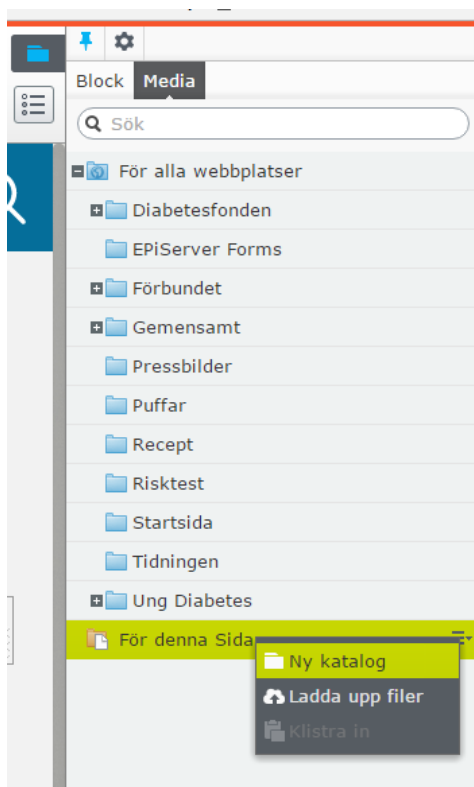 Block Media
Sök
För alla webbplatser
Diabetesfonden
EPiServer Forms
Förbundet
Gemensamt
Pressbilder
Puffar
Recept
Risktest
Startsida
Tidningen
Ung Diabetes
För denna Sida
Ny katalog
Ladda upp filer
Klistra in